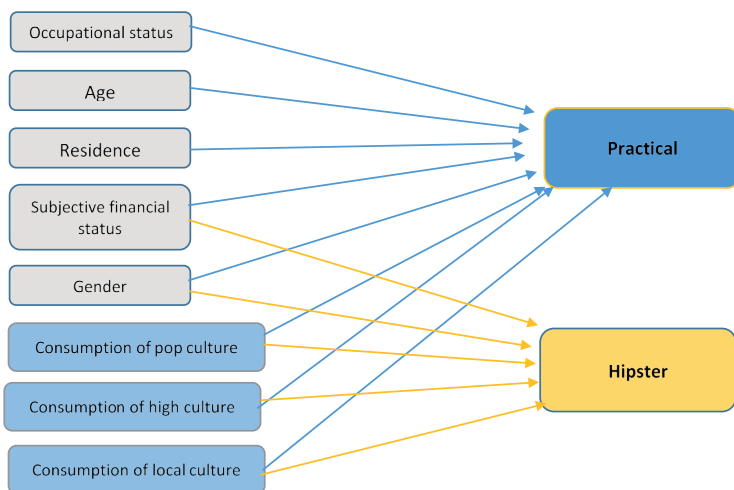 Occupational status
Age
Residence
Subjective financial
status
Gender
Consumption of pop culture
Consumption of high culture
Consumption of local culture
Practical
Hipster